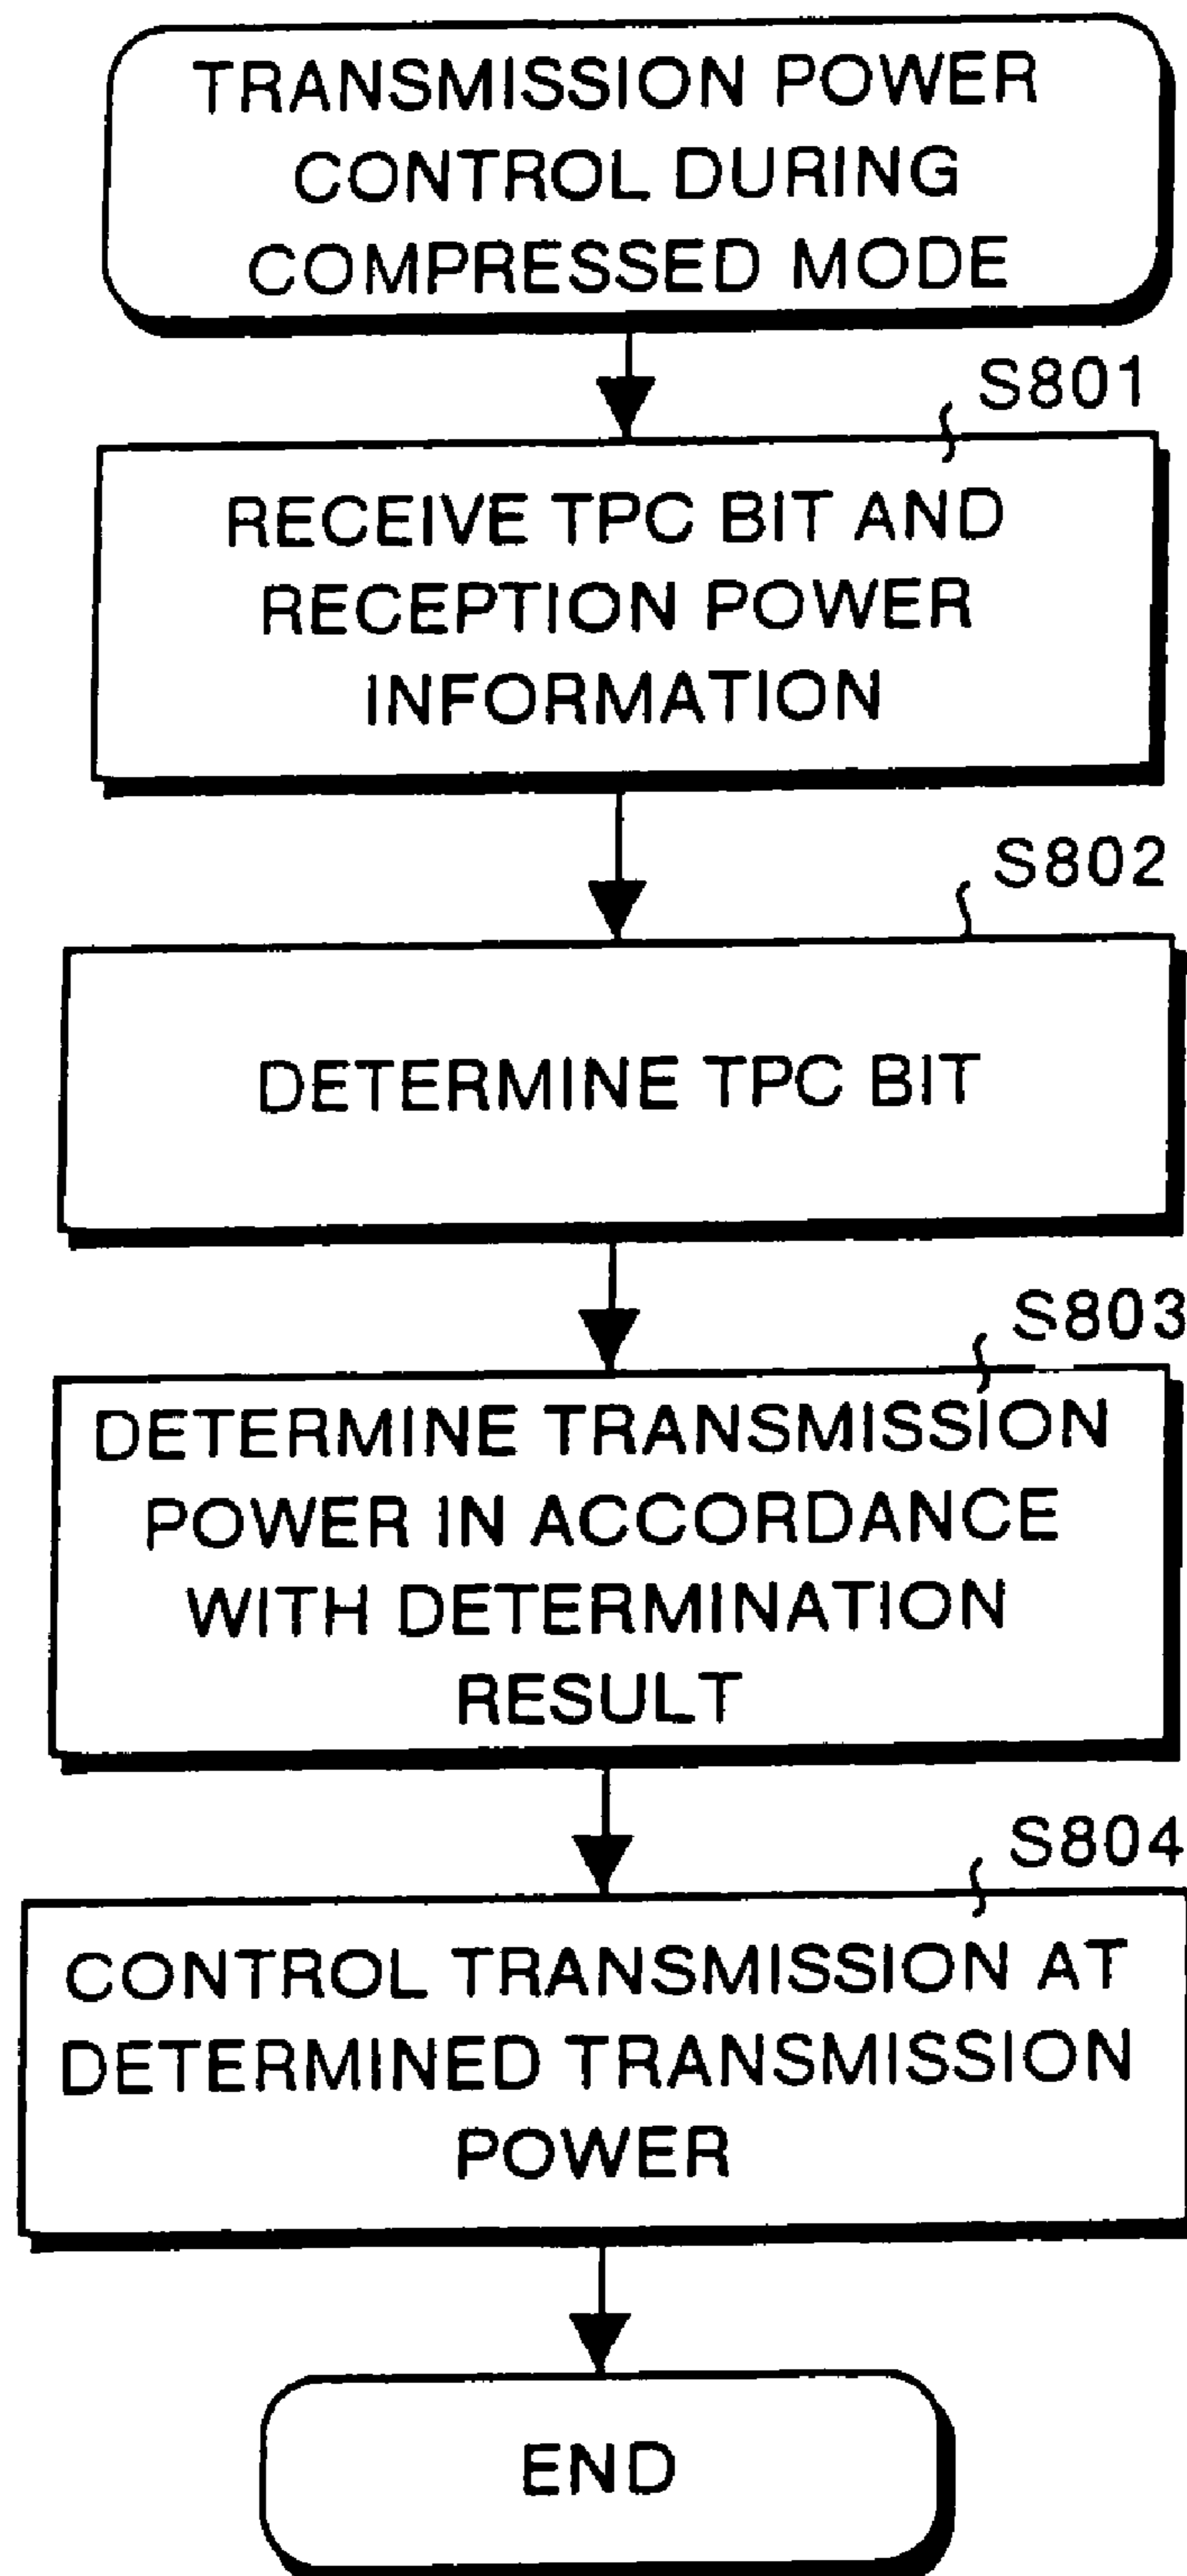 TRANSMISSION POWER
CONTROL DURING
COMPRESSED MODE
S801
RECEIVE TPC BIT AND
RECEPTION POWER
INFORMATION
S802
DETERMINE TPC BIT
S803
DETERMINE TRANSMISSION
POWER IN ACCORDANCE
WITH DETERMINATION
RESULT
S804
CONTROL TRANSMISSION AT
DETERMINED TRANSMISSION
POWER
END